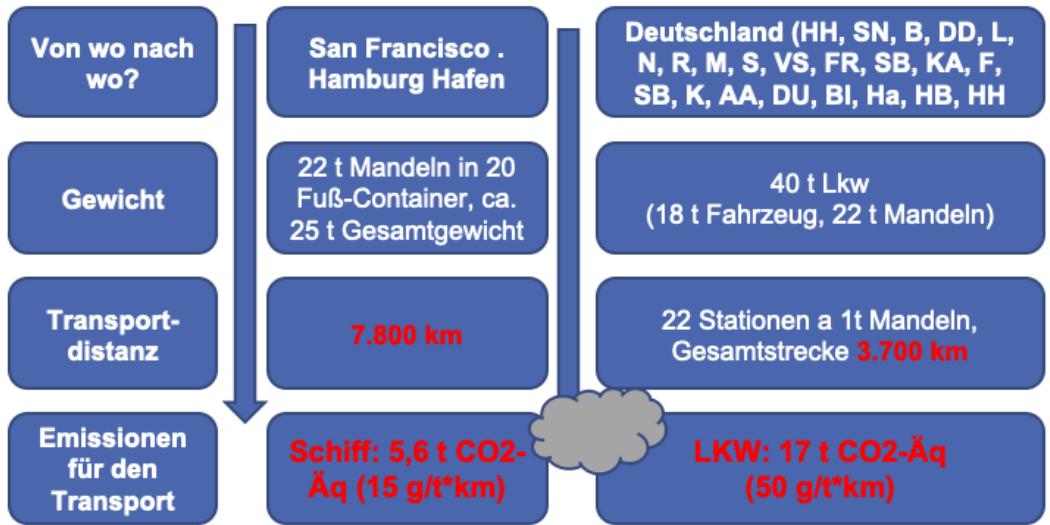 Von wo nach
wo?
San Francisco .
Hamburg Hafen
Deutschland (HH, SN, B, DD, L,
N, R, M, S, VS, FR, SB, KA, F,
SB, K, AA, DU, BI, Ha, HB, HH
Gewicht
22 t Mandeln in 20
Fuß-Container, ca.
25 t Gesamtgewicht
40 t Lkw
(18 t Fahrzeug, 22 t Mandeln)
Transport-
distanz
7.800 km
22 Stationen a 1t Mandeln,
Gesamtstrecke 3.700 km
Emissionen
für den
Transport
Schiff: 5,6 t CO2-
Äq (15 g/t*km)
LKW: 17 t CO2-Äq
(50 g/t*km)